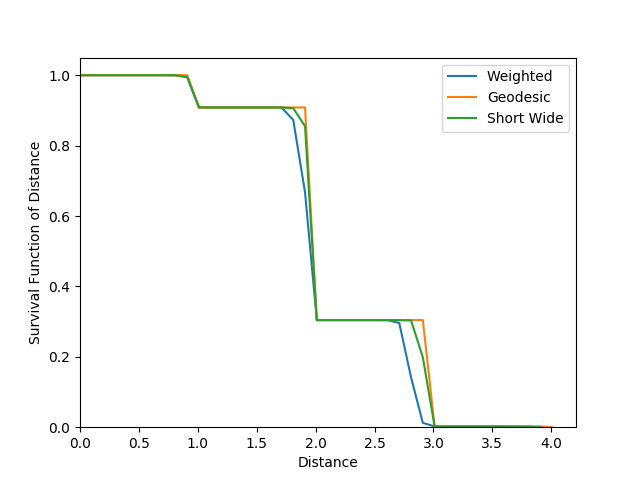 Weighted
Geodesic
Short Wide
Survival Function of Distance
1.0
0.8
0.6
0.4
0.2
0.0
0.0 0.5 1.0 1.5 2.0 2.5 3.0 3.5 4.0
Distance